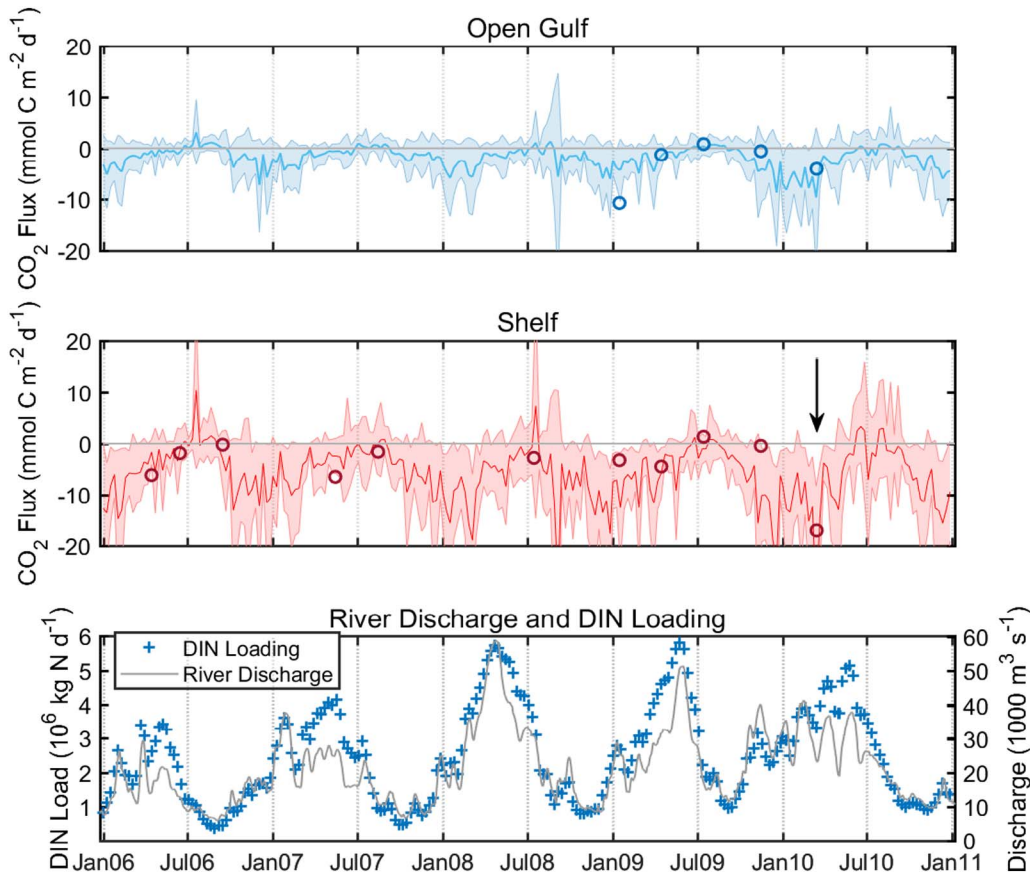 Open Gulf
CO2 Flux (mmol C m-2 d-1)
20
10
0
-10
-20
Shelf
CO2 Flux (mmol C m-2 d-1)
20
10
0
-10
-20
River Discharge and DIN Loading
DIN Load (10^6 kg N d-1)
6
5
4
3
2
1
DIN Loading
River Discharge
60
50
40
30
20
10
0
Discharge (1000 m3 s-1)
Jan06 Jul06 Jan07 Jul07 Jan08 Jul08 Jan09 Jul09 Jan10 Jul10 Jan11